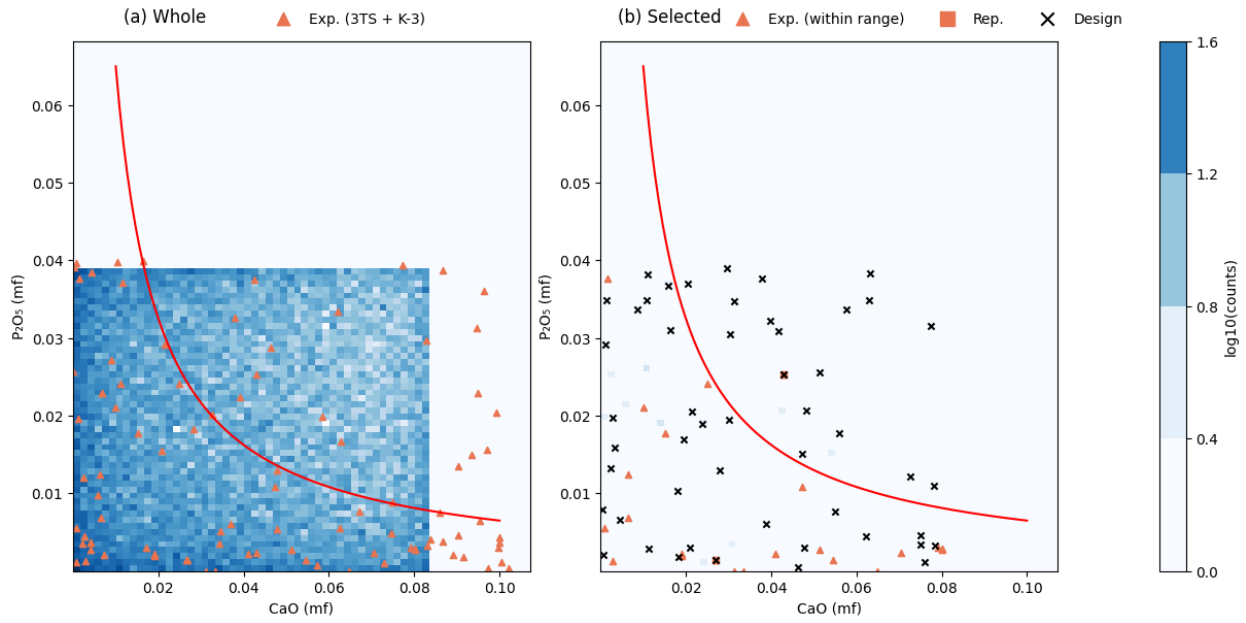 (a) Whole
Exp. (3TS + K-3)
(b) Selected
Exp. (within range)
Rep.
Design
0.06
0.05
0.04
0.03
0.02
0.01
P₂O₅ (mf)
0.02
0.04
0.06
0.08
0.10
CaO (mf)
0.06
0.05
0.04
0.03
0.02
0.01
P₂O₅ (mf)
0.02
0.04
0.06
0.08
0.10
CaO (mf)
1.6
1.2
0.8
0.4
0.0
log10(counts)